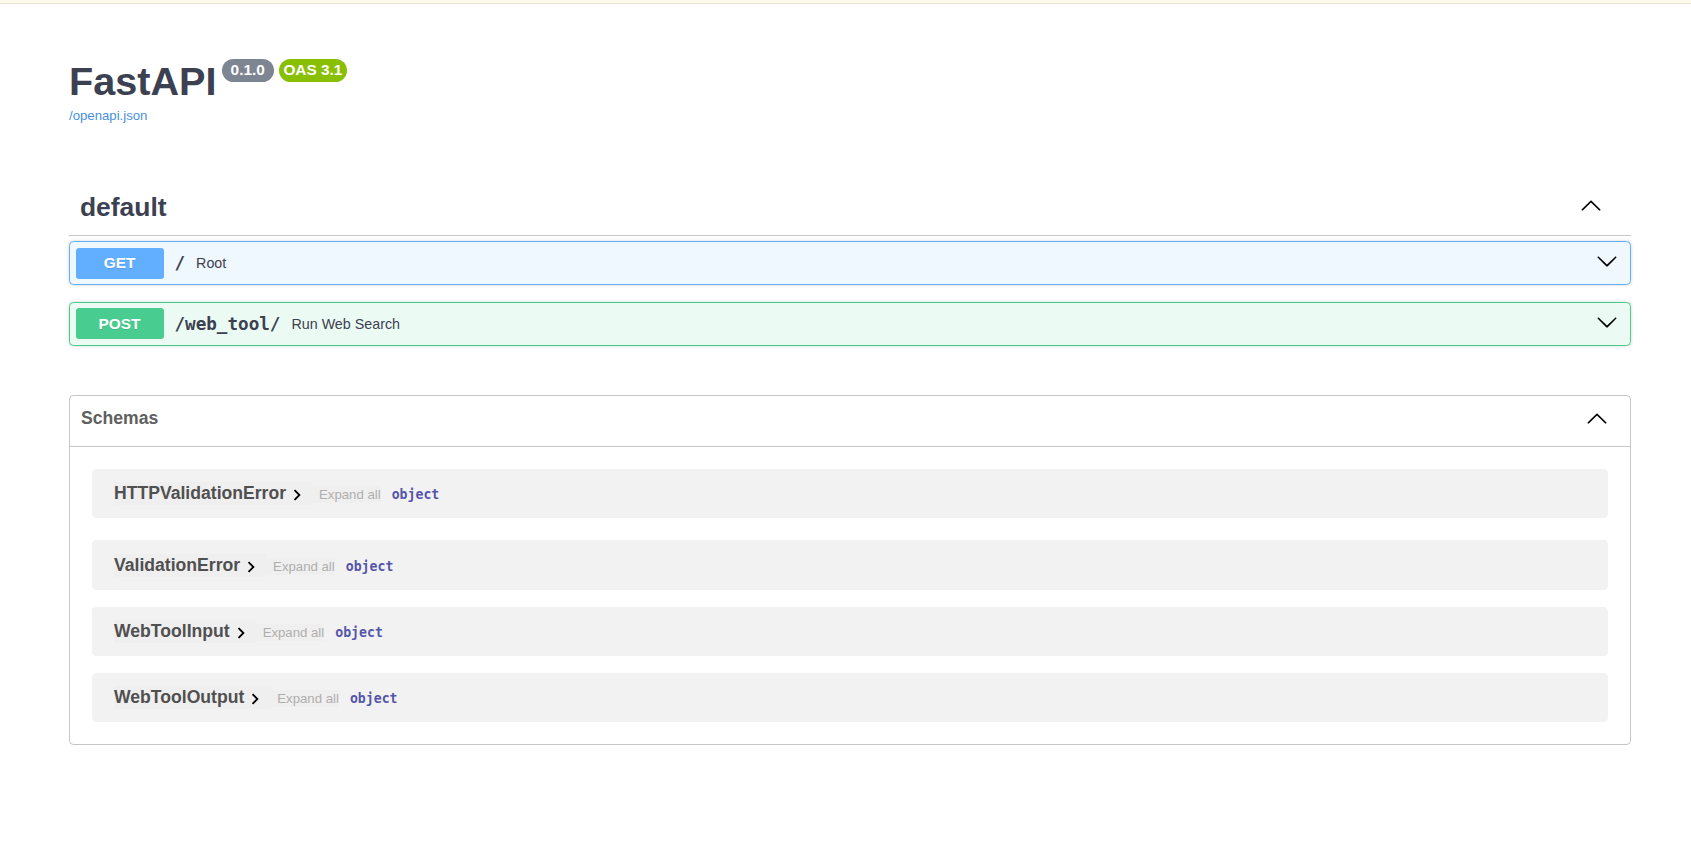 FastAPI 0.1.0 OAS 3.1
/openapi.json
default
GET / Root
POST /web_tool/ Run Web Search
Schemas
HTTPValidationError Expand all object
ValidationError Expand all object
WebToolInput Expand all object
WebToolOutput Expand all object